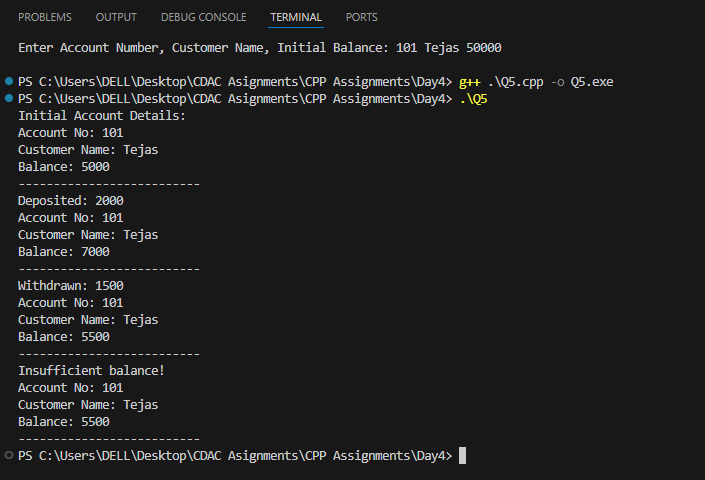 PROBLEMS OUTPUT DEBUG CONSOLE TERMINAL PORTS
Enter Account Number, Customer Name, Initial Balance: 101 Tejas 50000
PS C:\Users\DELL\Desktop\CDAC Asignments\CPP Assignments\Day4> g++ .\Q5.cpp -o Q5.exe
PS C:\Users\DELL\Desktop\CDAC Asignments\CPP Assignments\Day4> .\Q5
Initial Account Details:
Account No: 101
Customer Name: Tejas
Balance: 5000
--------------------------
Deposited: 2000
Account No: 101
Customer Name: Tejas
Balance: 7000
--------------------------
Withdrawn: 1500
Account No: 101
Customer Name: Tejas
Balance: 5500
--------------------------
Insufficient balance!
Account No: 101
Customer Name: Tejas
Balance: 5500
--------------------------
PS C:\Users\DELL\Desktop\CDAC Asignments\CPP Assignments\Day4>